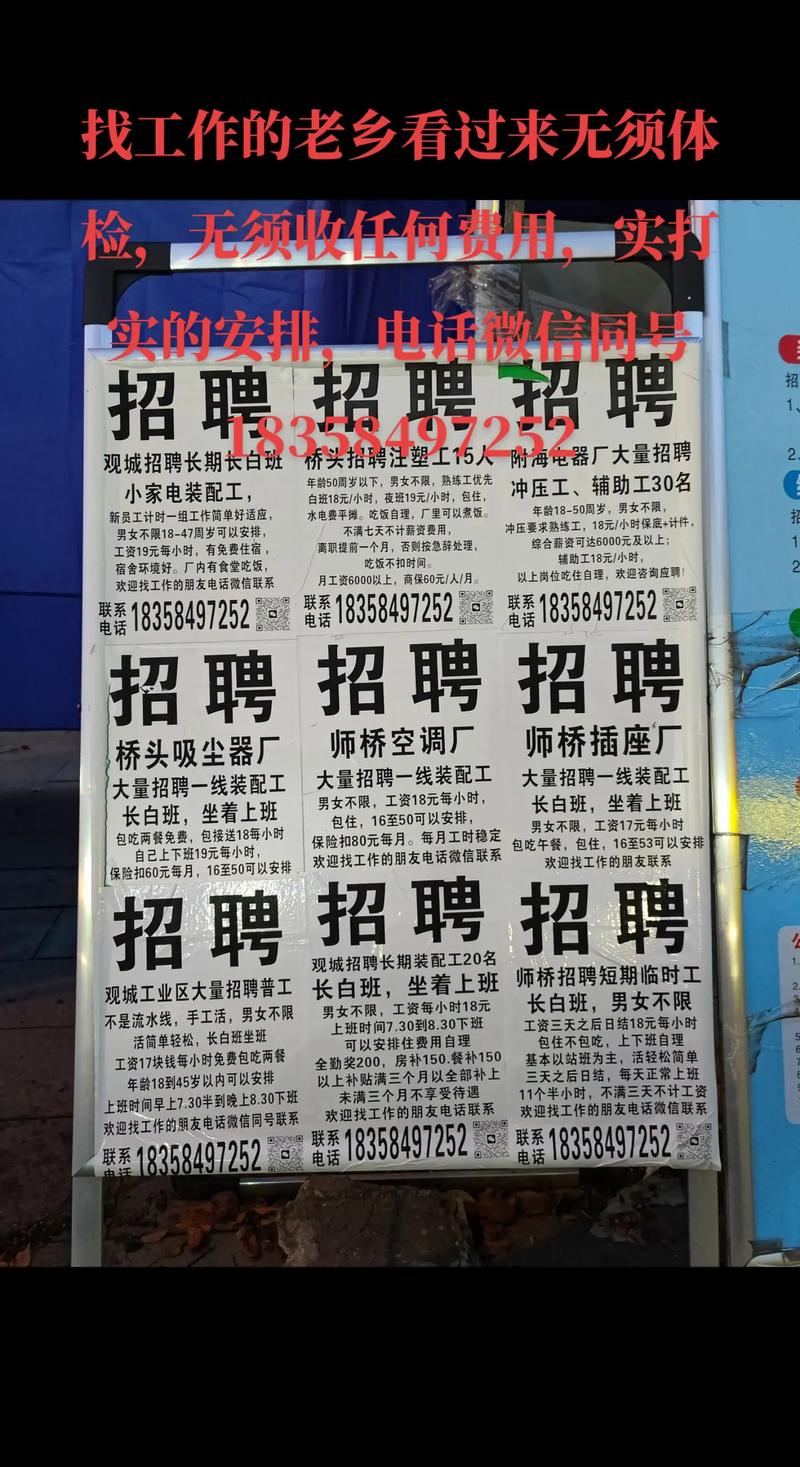 找工作的老乡看过来无须体
检，无须收任何费用，实打
实的安排，电话微信同号
18358497252
招聘
观城招聘长期长白班
小家电装配工，
新员工计时一组工作简单好适应，
男女不限18-47周岁可以安排，
工资19元每小时，有免费住宿，
宿舍环境好。厂内有食堂吃饭，
欢迎找工作的朋友电话微信联系
联系电话 18358497252
招聘
桥头招聘注塑工15人
年龄50周岁以下，男女不限，熟练工优先
白班18元/小时，夜班19元/小时，包住，
水电费平摊。吃饭自理，厂里可以煮饭。
不满七天不计薪资费用，
离职提前一个月，否则按急辞处理，
吃饭不扣时间。
月工资6000以上，商保60元/人/月。
联系电话 18358497252
招聘
附海电器厂大量招聘
冲压工、辅助工30名
年龄18-50周岁，男女不限，
冲压要求熟练工，18元/小时保底+计件，
综合薪资可达6000元及以上；
辅助工18元/小时，
以上岗位吃住自理，欢迎咨询应聘！
联系电话 18358497252
招聘
桥头吸尘器厂
大量招聘一线装配工
长白班，坐着上班
包吃两餐免费，包接送18每小时
自己上下班19元每小时，
保险扣60元每月，16至50可以安排
招聘
师桥空调厂
大量招聘一线装配工
男女不限，工资18元每小时，
包住，16至50可以安排，
保险扣80元每月。每月工时稳定
欢迎找工作的朋友电话微信联系
招聘
师桥插座厂
大量招聘一线装配工
长白班，坐着上班
男女不限，工资17元每小时
包吃午餐，包住，16至53可以安排
欢迎找工作的朋友联系
招聘
观城工业区大量招聘普工
不是流水线，手工活，男女不限
活简单轻松，长白班坐班
工资17块钱每小时免费包吃两餐
年龄18到45岁以内可以安排
上班时间早上7.30半到晚上8.30下班
欢迎找工作的朋友电话微信同号联系
联系电话 18358497252
招聘
观城招聘长期装配工20名
长白班，坐着上班
男女不限，工资每小时18元
上班时间7.30到8.30下班
可以安排住费用自理
全勤奖200，房补150.餐补150
以上补贴满三个月以全部补上
未满三个月不享受待遇
欢迎找工作的朋友电话微信联系
联系电话 18358497252
招聘
师桥招聘短期临时工
长白班，男女不限
工资三天之后日结18元每小时
包住不包吃，上下班自理
基本以站班为主，活轻松简单
三天之后日结，每天正常上班
11个半小时，不满三天不计工资
欢迎找工作的朋友电话微信联系
联系电话 18358497252